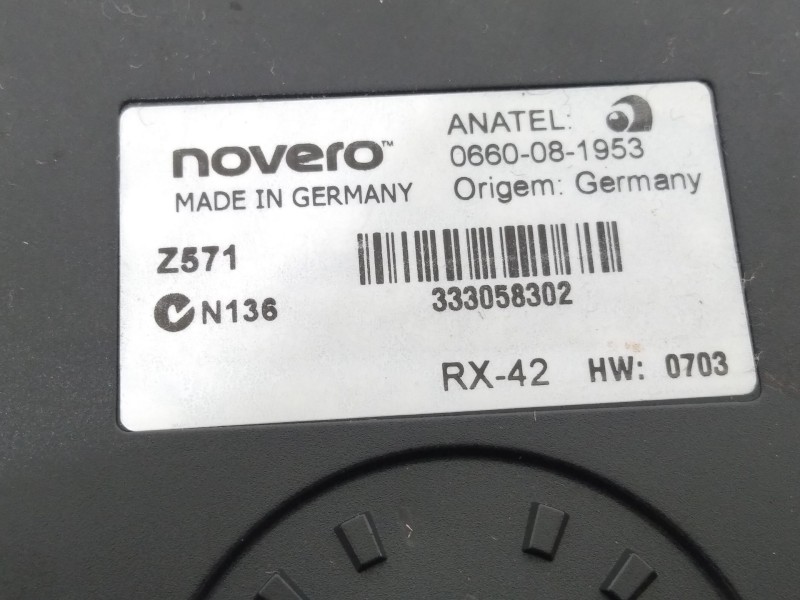 novero™
MADE IN GERMANY
ANATEL:
0660-08-1953
Origem: Germany
Z571
N136
333058302
RX-42 HW: 0703